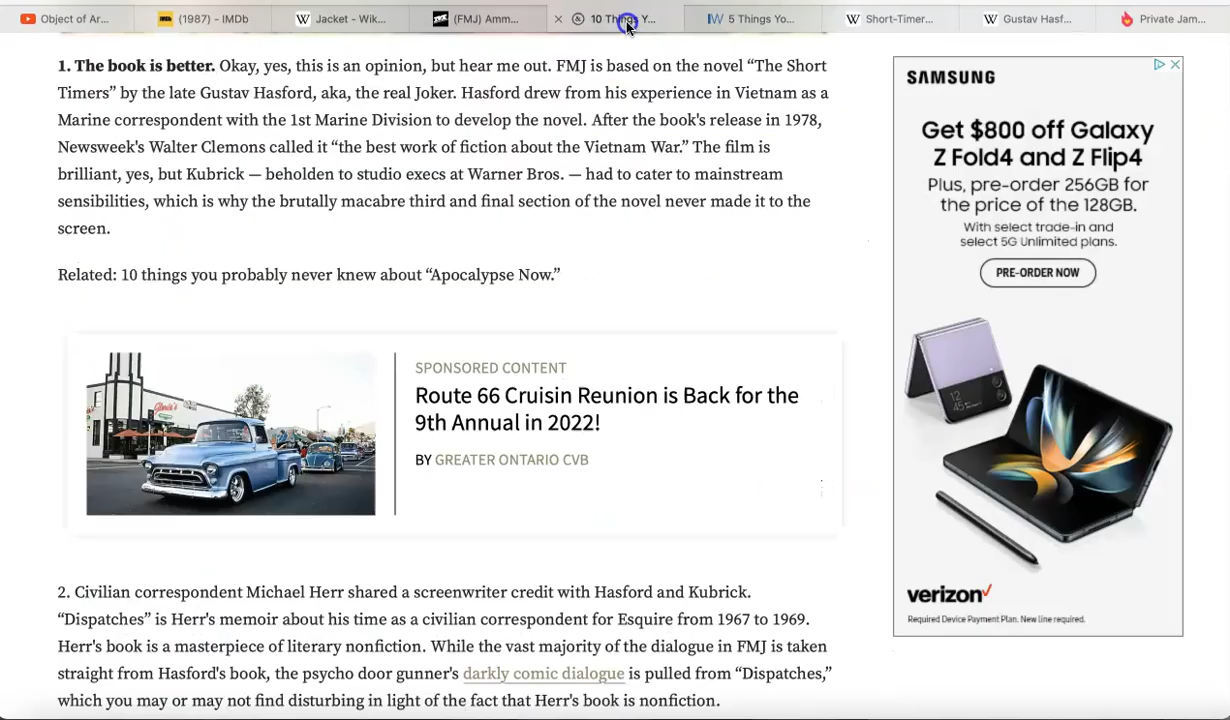 Object of Ar...
IMDb (1987) - IMDb
W Jacket - Wik...
(FMJ) Amm...
10 Things Y...
5 Things Yo...
W Short-Timer...
W Gustav Hasf...
Private Jam...
1. The book is better. Okay, yes, this is an opinion, but hear me out. FMJ is based on the novel “The Short
Timers” by the late Gustav Hasford, aka, the real Joker. Hasford drew from his experience in Vietnam as a
Marine correspondent with the 1st Marine Division to develop the novel. After the book's release in 1978,
Newsweek's Walter Clemons called it “the best work of fiction about the Vietnam War.” The film is
brilliant, yes, but Kubrick — beholden to studio execs at Warner Bros. — had to cater to mainstream
sensibilities, which is why the brutally macabre third and final section of the novel never made it to the
screen.
Related: 10 things you probably never knew about “Apocalypse Now.”
SPONSORED CONTENT
Route 66 Cruisin Reunion is Back for the
9th Annual in 2022!
BY GREATER ONTARIO CVB
2. Civilian correspondent Michael Herr shared a screenwriter credit with Hasford and Kubrick.
“Dispatches” is Herr's memoir about his time as a civilian correspondent for Esquire from 1967 to 1969.
Herr's book is a masterpiece of literary nonfiction. While the vast majority of the dialogue in FMJ is taken
straight from Hasford's book, the psycho door gunner's darkly comic dialogue is pulled from “Dispatches,”
which you may or may not find disturbing in light of the fact that Herr's book is nonfiction.
SAMSUNG
Get $800 off Galaxy
Z Fold4 and Z Flip4
Plus, pre-order 256GB for
the price of the 128GB.
With select trade-in and
select 5G Unlimited plans.
PRE-ORDER NOW
verizon
Required Device Payment Plan. New line required.